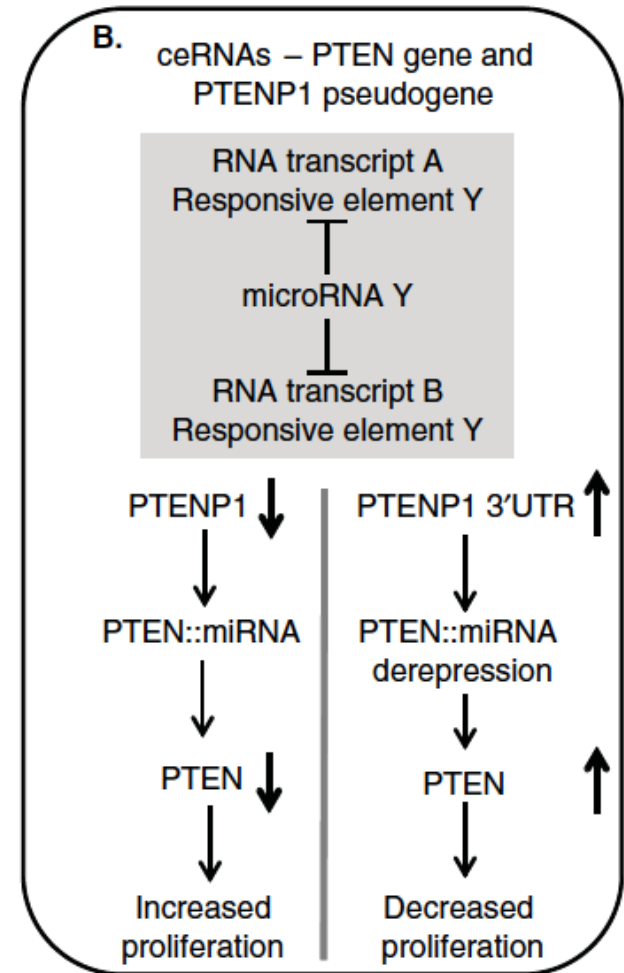 B.
ceRNAs – PTEN gene and
PTENP1 pseudogene
RNA transcript A
Responsive element Y
microRNA Y
RNA transcript B
Responsive element Y
PTENP1
PTEN::miRNA
PTEN
Increased
proliferation
PTENP1 3′UTR
PTEN::miRNA
derepression
PTEN
Decreased
proliferation